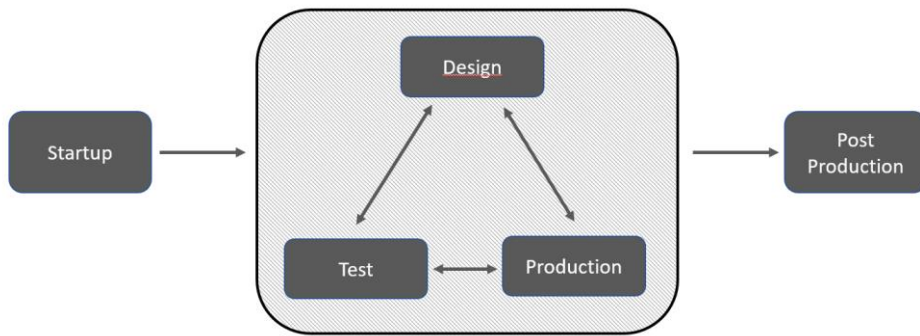 Design
Startup
Post
Production
Test
Production